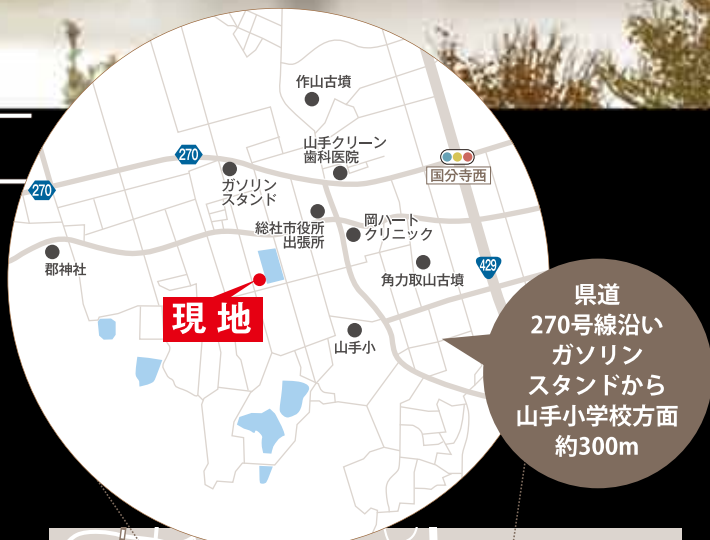 作山古墳
山手クリーン
歯科医院
270
国分寺西
ガソリン
スタンド
270
総社市役所
出張所
岡ハート
クリニック
郡神社
角力取山古墳
429
現地
山手小
県道
270号線沿い
ガソリン
スタンドから
山手小学校方面
約300m